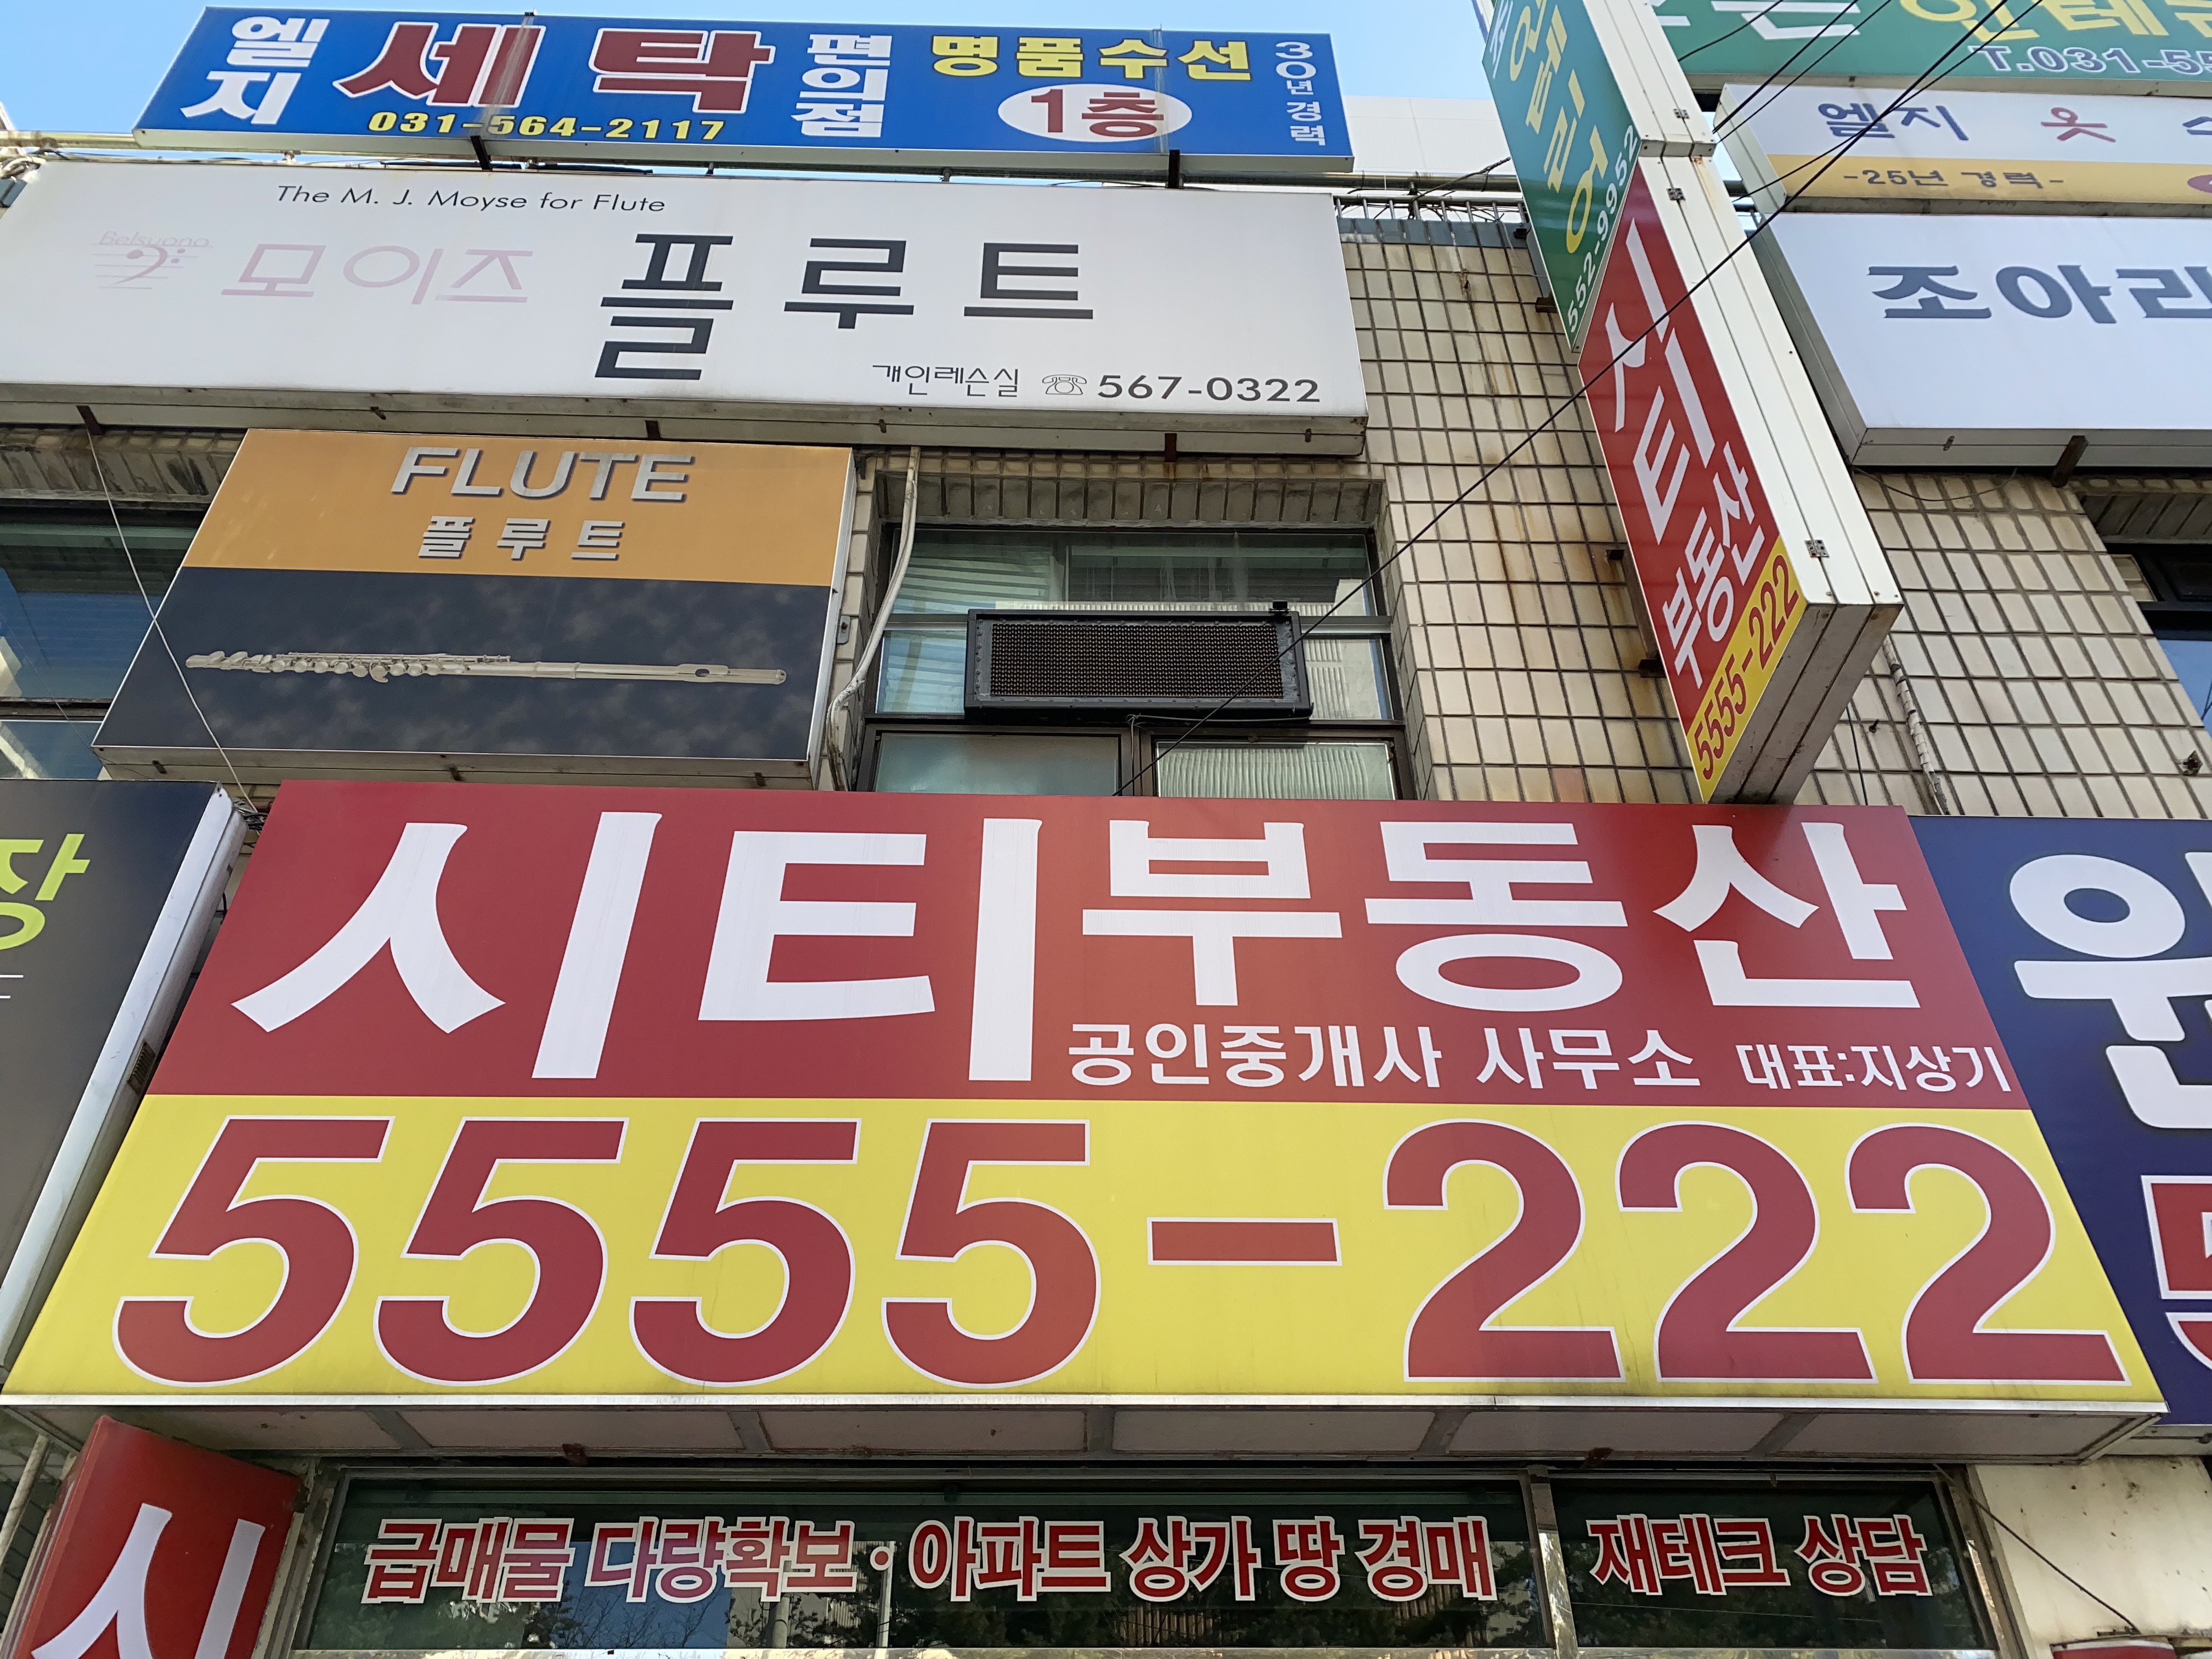 엘지 세탁 편의점 명품수선 30년 경력
031-564-2117 1층
The M. J. Moyse for Flute
Belsuono
모이즈 플루트
개인레슨실 ☏ 567-0322
FLUTE
플루트
552-9952
시티부동산
5555-222
T.031-55
엘지 옷
-25년 경력-
조아리
시티부동산
공인중개사 사무소 대표:지상기
5555-222
장
원
시
급매물 다량확보·아파트 상가 땅 경매 재테크 상담